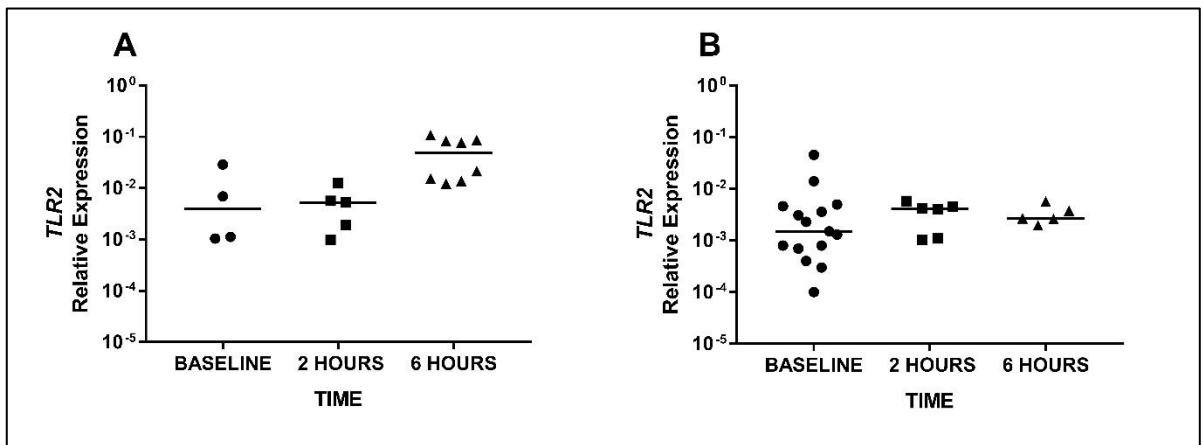 A
TLR2
Relative Expression
10⁰
10⁻¹
10⁻²
10⁻³
10⁻⁴
10⁻⁵
BASELINE 2 HOURS 6 HOURS
TIME
B
TLR2
Relative Expression
10⁰
10⁻¹
10⁻²
10⁻³
10⁻⁴
10⁻⁵
BASELINE 2 HOURS 6 HOURS
TIME